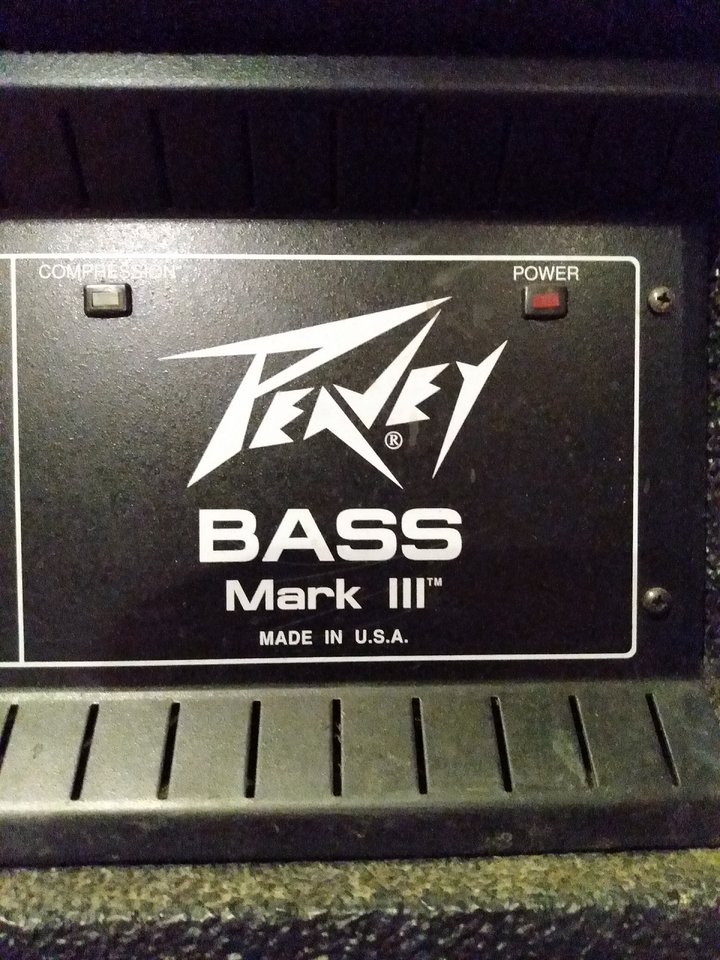 COMPRESSION
POWER
PEAVEY®
BASS
Mark III™
MADE IN U.S.A.